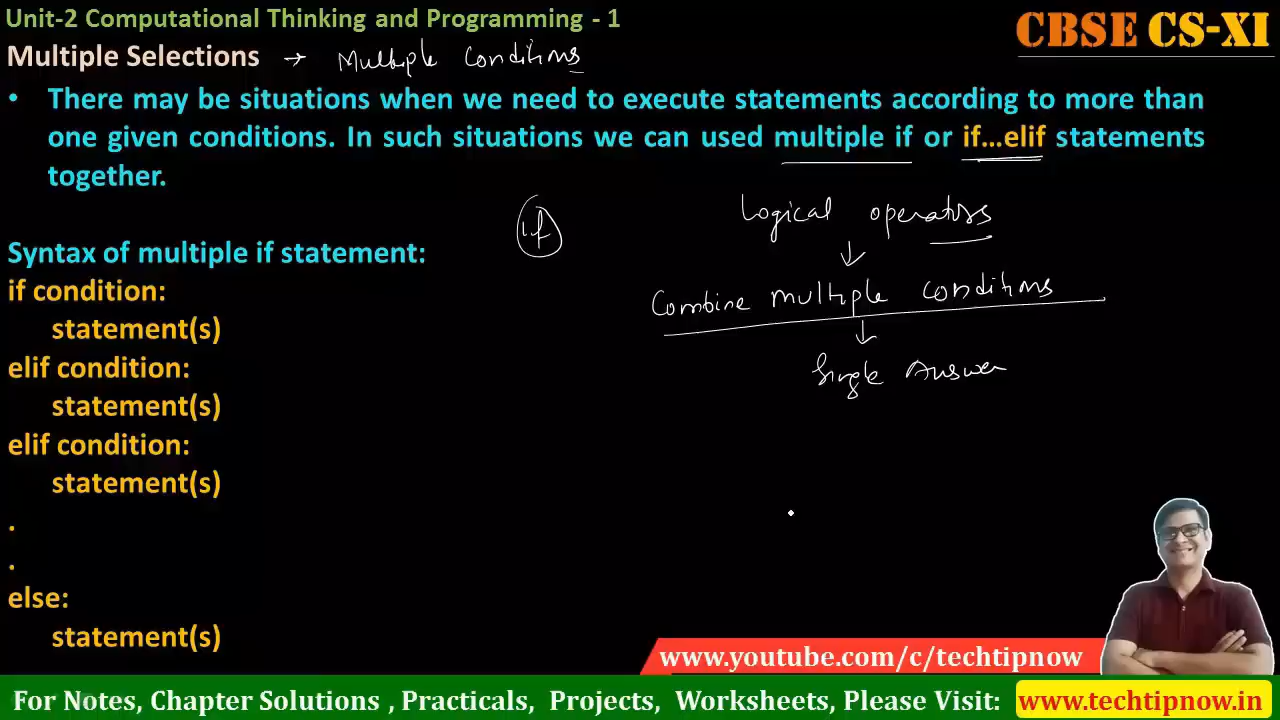 Unit-2 Computational Thinking and Programming - 1
CBSE CS-XI
Multiple Selections → Multiple Conditions
• There may be situations when we need to execute statements according to more than
one given conditions. In such situations we can used multiple if or if...elif statements
together.
if
Logical operators
Combine multiple conditions
Single Answer
Syntax of multiple if statement:
if condition:
statement(s)
elif condition:
statement(s)
elif condition:
statement(s)
.
.
else:
statement(s)
www.youtube.com/c/techtipnow
For Notes, Chapter Solutions , Practicals, Projects, Worksheets, Please Visit: www.techtipnow.in